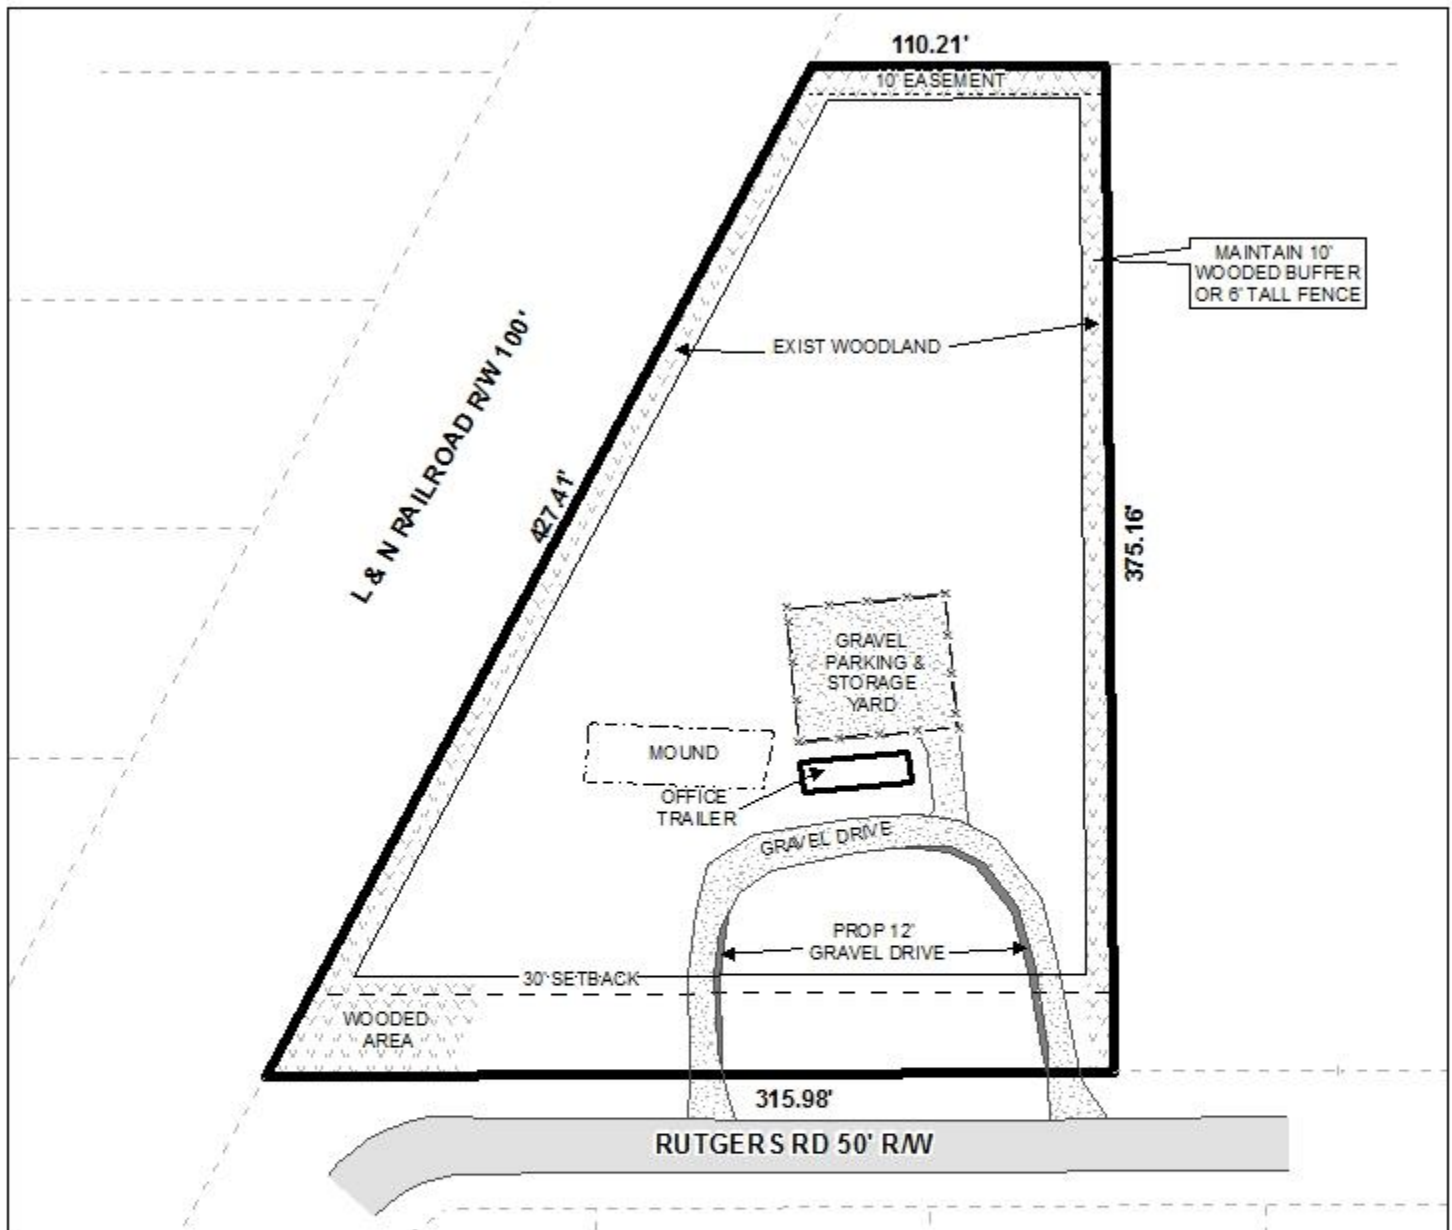 110.21'
10' EASEMENT
MAINTAIN 10'
WOODED BUFFER
OR 6' TALL FENCE
EXIST WOODLAND
L & N RAILROAD R/W 100'
427.41'
375.16'
GRAVEL
PARKING &
STORAGE
YARD
MOUND
OFFICE
TRAILER
GRAVEL DRIVE
PROP 12'
GRAVEL DRIVE
30' SETBACK
WOODED
AREA
315.98'
RUTGERS RD 50' R/W